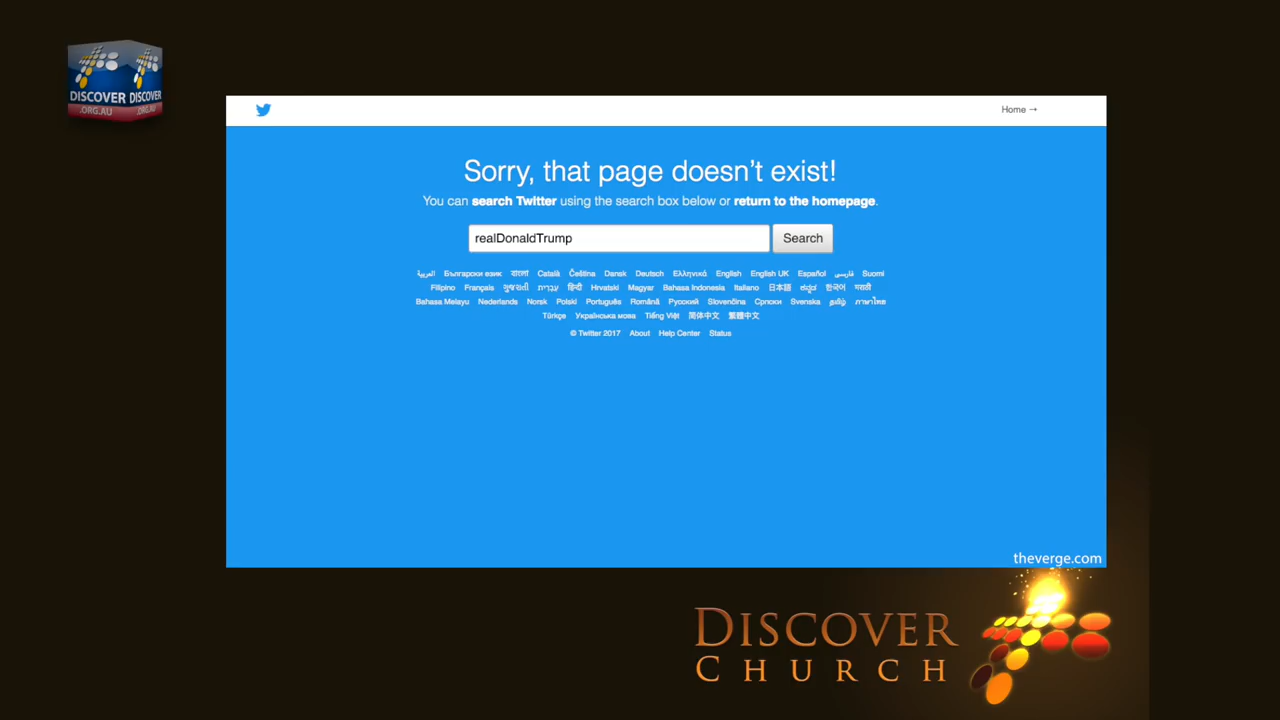 DISCOVER DISCOVER
.ORG.AU .ORG.AU
Home →
Sorry, that page doesn't exist!
You can search Twitter using the search box below or return to the homepage.
realDonaldTrump Search
العربية Български език বাংলা Català Čeština Dansk Deutsch Ελληνικά English English UK Español فارسی Suomi
Filipino Français ગુજરાતી עִבְרִית हिन्दी Hrvatski Magyar Bahasa Indonesia Italiano 日本語 ಕನ್ನಡ 한국어 मराठी
Bahasa Melayu Nederlands Norsk Polski Português Română Русский Slovenčina Српски Svenska தமிழ் ภาษาไทย
Türkçe Українська мова Tiếng Việt 简体中文 繁體中文
© Twitter 2017 About Help Center Status
theverge.com
DISCOVER
CHURCH